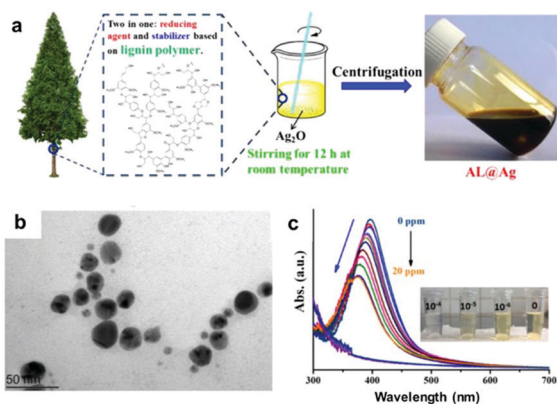 a
Two in one: reducing
agent and stabilizer based
on lignin polymer.
Ag₂O
Stirring for 12 h at
room temperature
Centrifugation
AL@Ag
b
50 nm
c
Abs. (a.u.)
0 ppm
20 ppm
10⁻⁴ 10⁻⁵ 10⁻⁶ 0
300 400 500 600 700
Wavelength (nm)